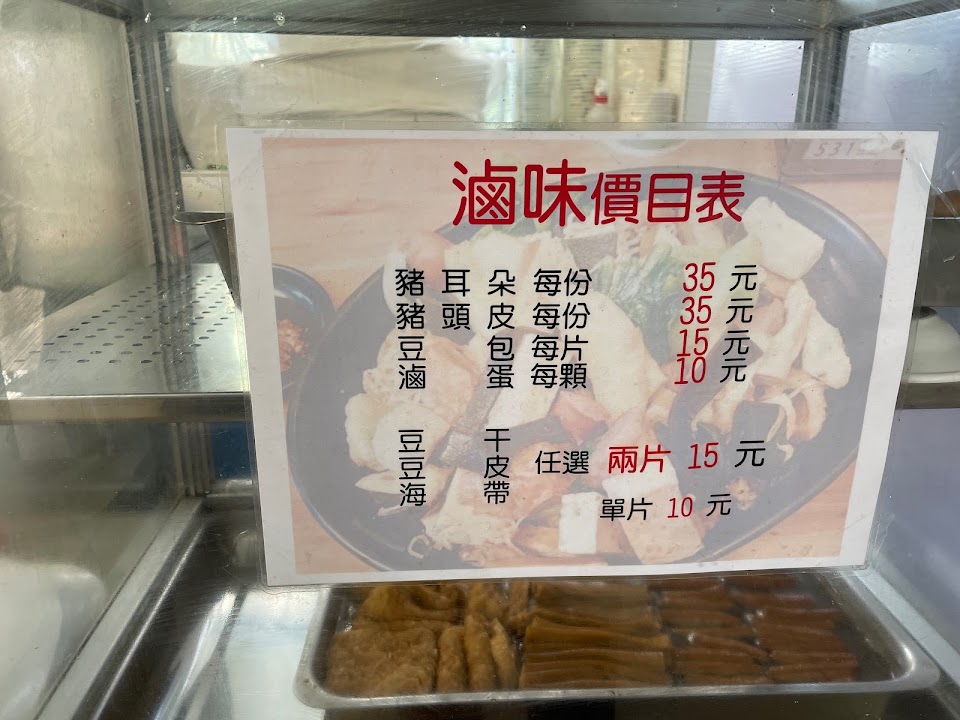 滷味價目表
豬耳朵 每份 35 元
豬頭皮 每份 35 元
豆包 每片 15 元
滷蛋 每顆 10 元
豆干
豆皮 任選 兩片 15 元
海帶
單片 10 元
531